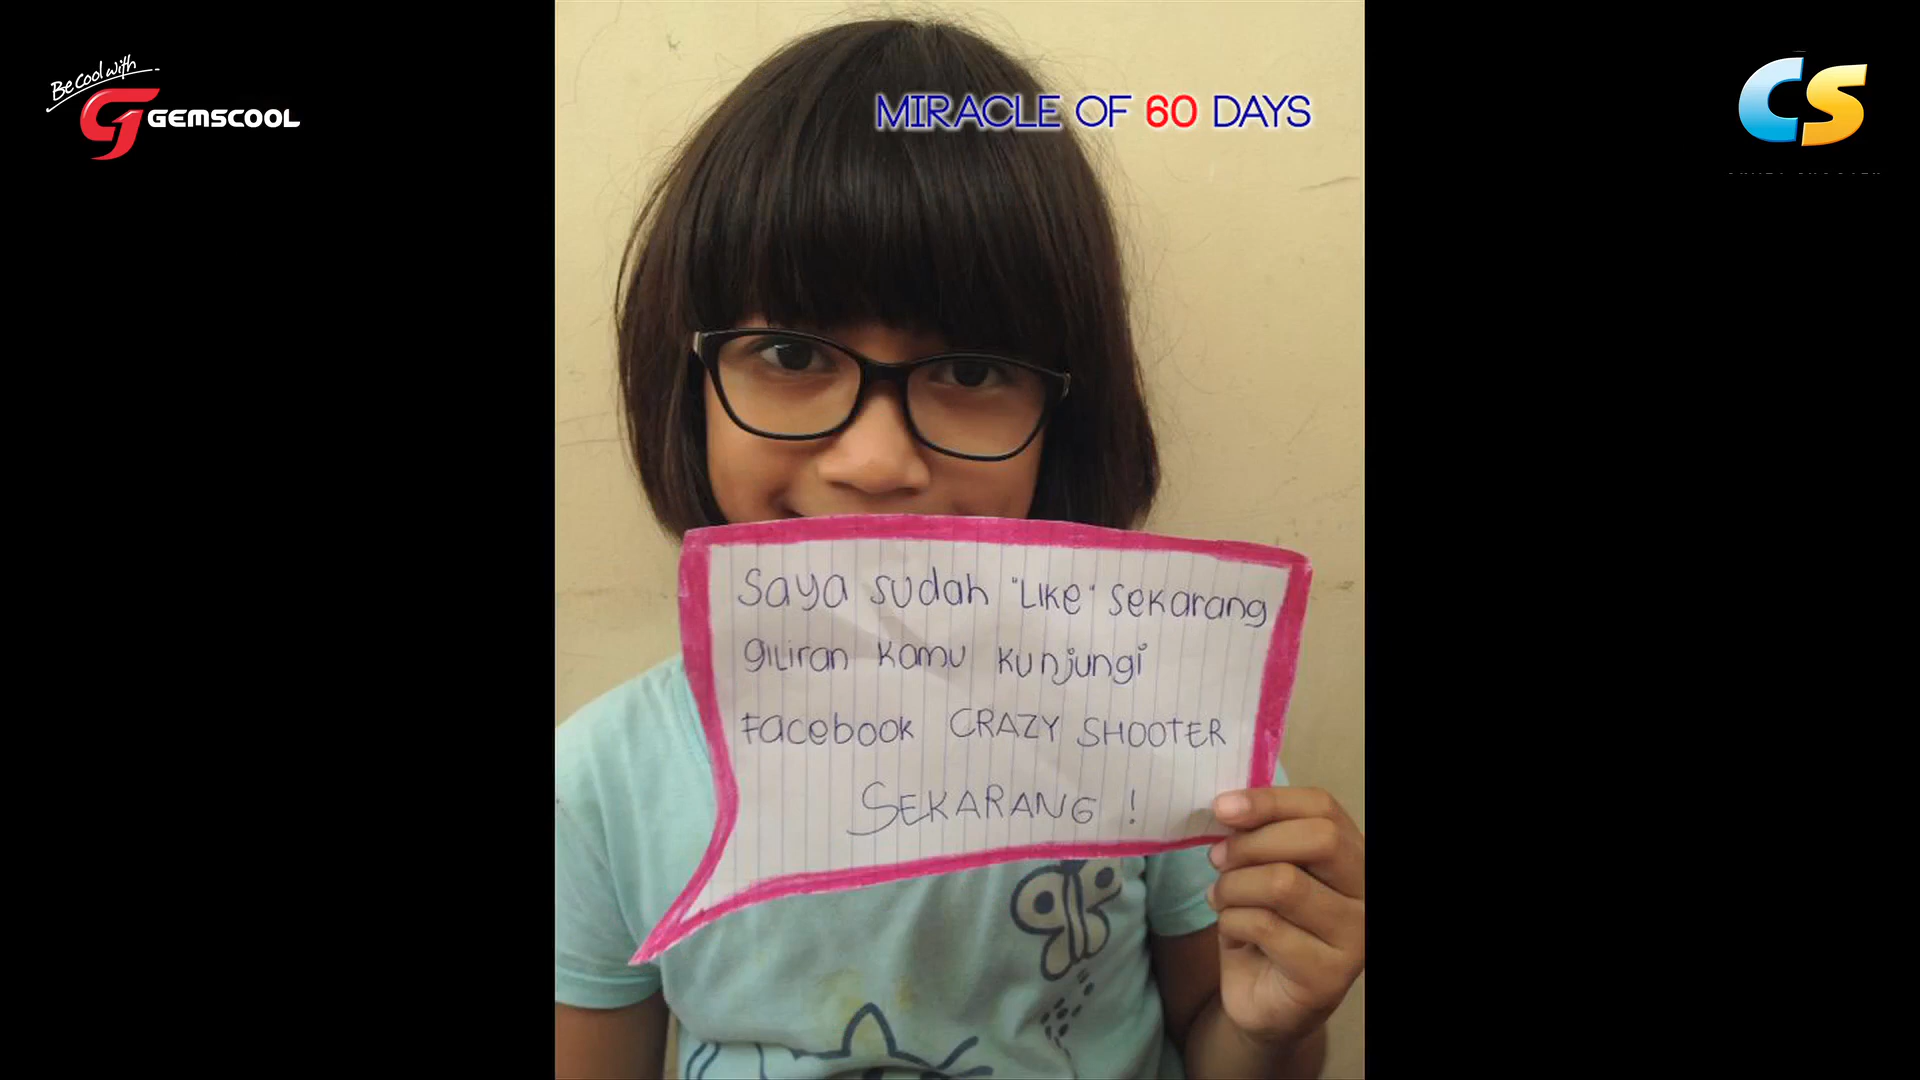 Be Cool with
GEMSCOOL
MIRACLE OF 60 DAYS
CS
Saya sudah "LIKE" sekarang
giliran kamu kunjungi
Facebook CRAZY SHOOTER
SEKARANG !